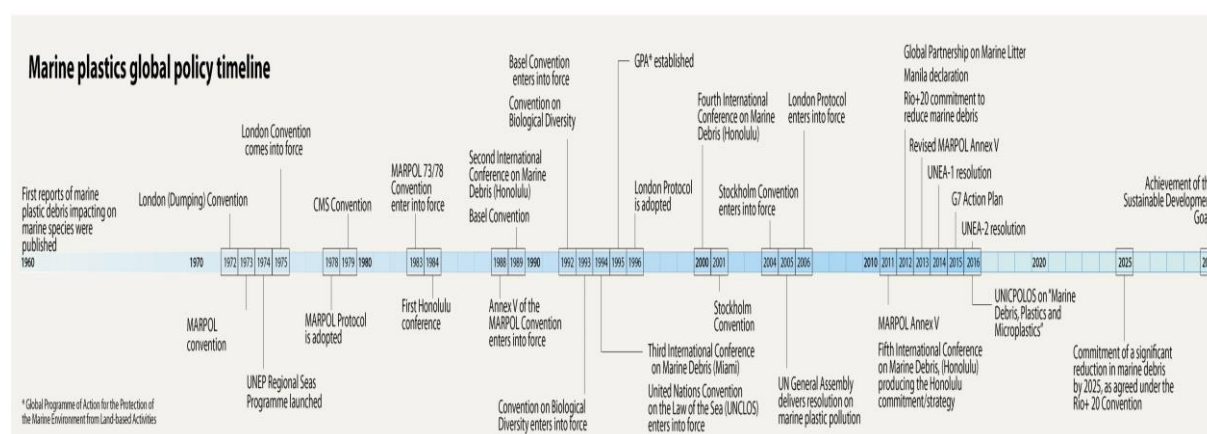 Marine plastics global policy timeline
First reports of marine
plastic debris impacting on
marine species were
published
London (Dumping) Convention
London Convention
comes into force
CMS Convention
MARPOL 73/78
Convention
enter into force
Second International
Conference on Marine
Debris (Honolulu)
Basel Convention
Basel Convention
enters into force
Convention on
Biological Diversity
GPA* established
London Protocol
is adopted
Fourth International
Conference on Marine
Debris (Honolulu)
Stockholm Convention
enters into force
London Protocol
enters into force
Global Partnership on Marine Litter
Manila declaration
Rio+20 commitment to
reduce marine debris
Revised MARPOL Annex V
UNEA-1 resolution
G7 Action Plan
UNEA-2 resolution
Achievement of th
Sustainable Developmen
Goa
1960 1970 1972 1973 1974 1975 1978 1979 1980 1983 1984 1988 1989 1990 1992 1993 1994 1995 1996 2000 2001 2004 2005 2006 2010 2011 2012 2013 2014 2015 2016 2020 2025
MARPOL
convention
UNEP Regional Seas
Programme launched
MARPOL Protocol
is adopted
First Honolulu
conference
Annex V of the
MARPOL Convention
enters into force
Convention on Biological
Diversity enters into force
Third International Conference
on Marine Debris (Miami)
United Nations Convention
on the Law of the Sea (UNCLOS)
enters into force
Stockholm
Convention
UN General Assembly
delivers resolution on
marine plastic pollution
MARPOL Annex V
Fifth International Conference
on Marine Debris, (Honolulu)
producing the Honolulu
commitment/strategy
UNICPOLOS on "Marine
Debris, Plastics and
Microplastics"
Commitment of a significant
reduction in marine debris
by 2025, as agreed under the
Rio+ 20 Convention
* Global Programme of Action for the Protection of
the Marine Environment from Land-based Activities